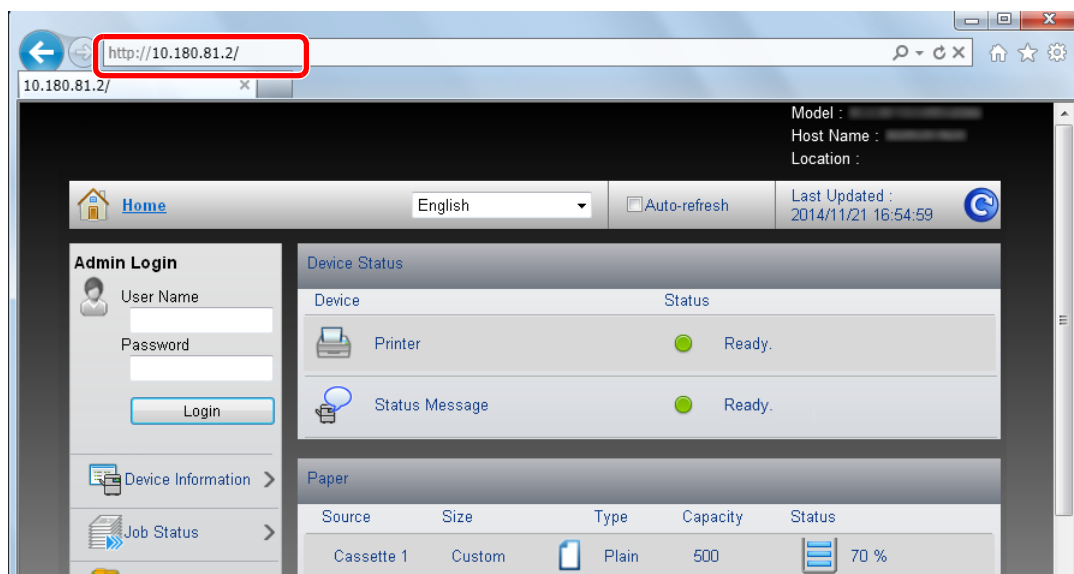 http://10.180.81.2/
10.180.81.2/
Model :
Host Name :
Location :
Home
English
Auto-refresh
Last Updated :
2014/11/21 16:54:59
Admin Login
User Name
Password
Login
Device Information
Job Status
Device Status
Device Status
Printer Ready.
Status Message Ready.
Paper
Source Size Type Capacity Status
Cassette 1 Custom Plain 500 70 %